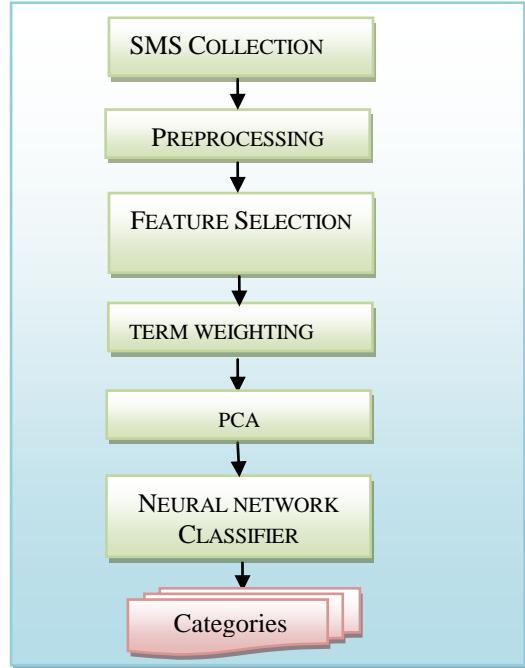 SMS COLLECTION
PREPROCESSING
FEATURE SELECTION
TERM WEIGHTING
PCA
NEURAL NETWORK
CLASSIFIER
Categories